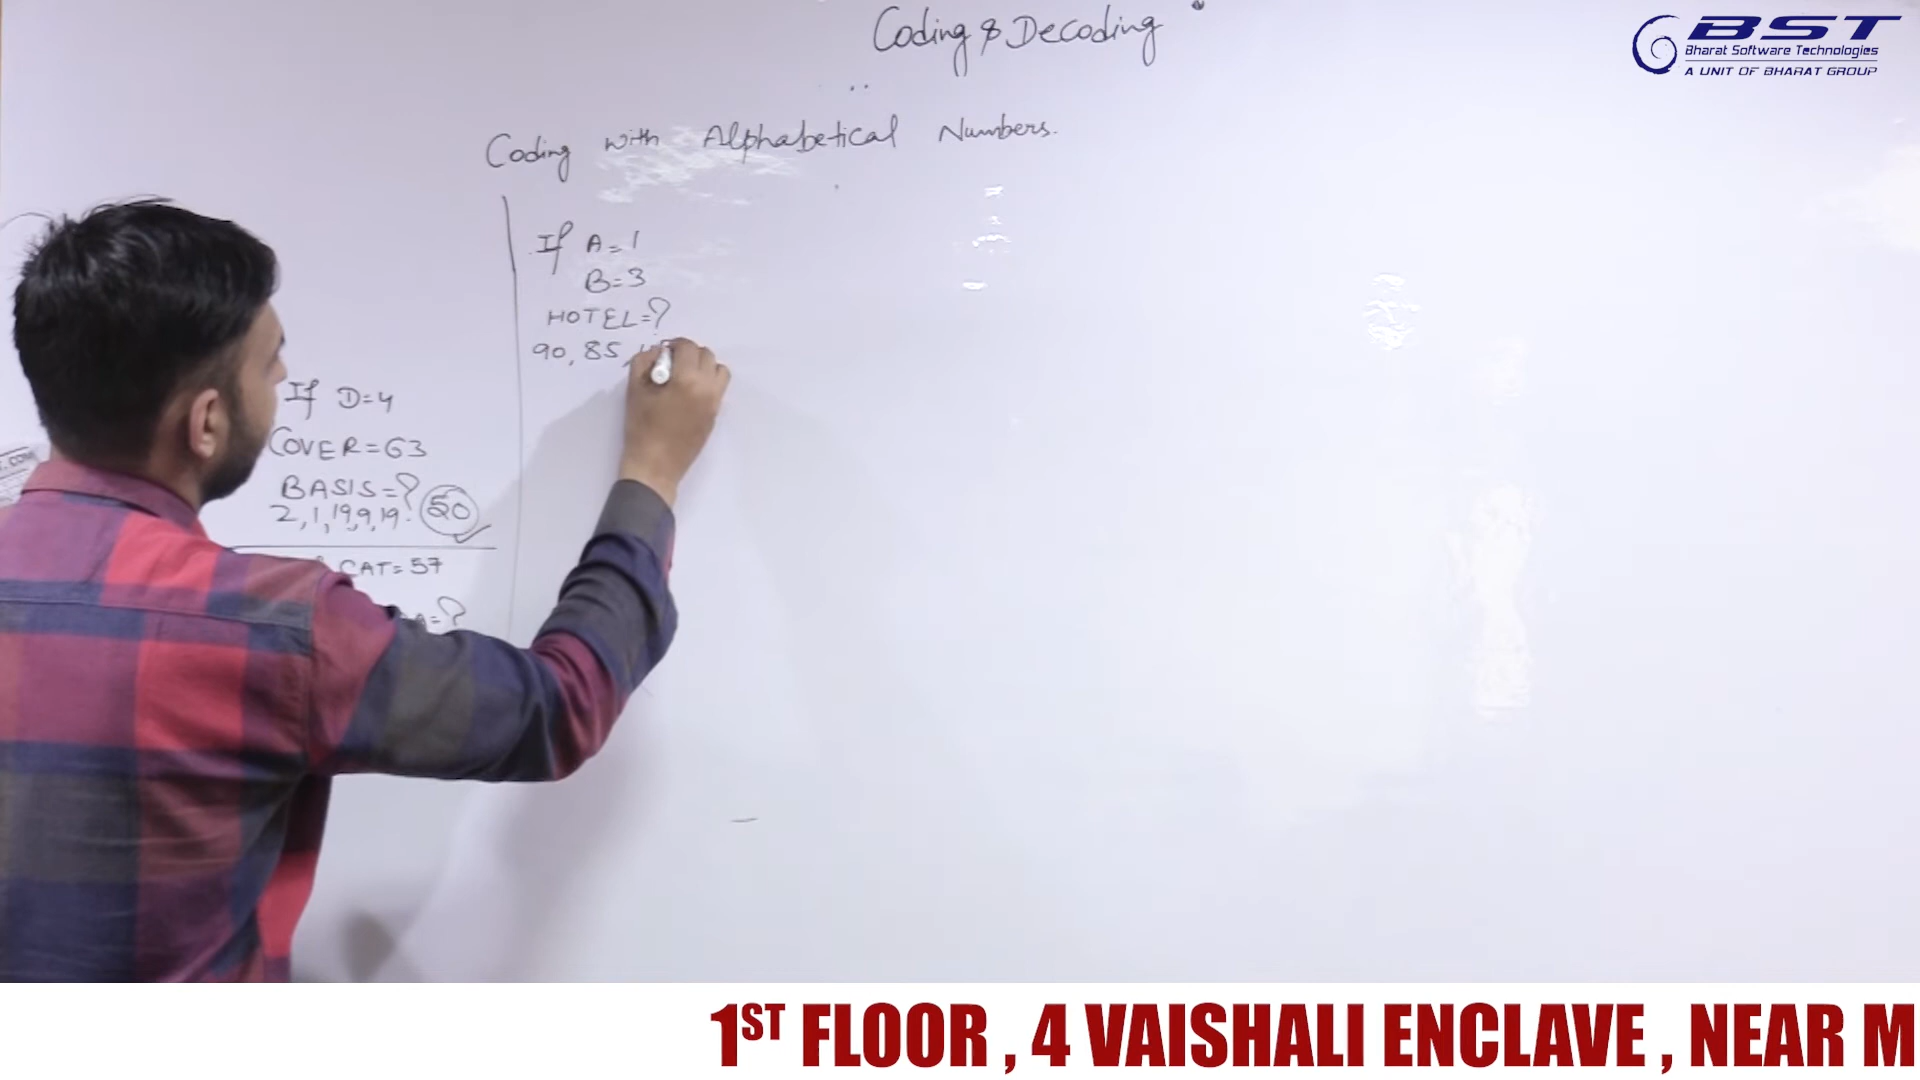 Coding & Decoding
BST
Bharat Software Technologies
A UNIT OF BHARAT GROUP
Coding with Alphabetical Numbers.
If A=1
B=3
HOTEL=?
90, 85,
If D=4
COVER=63
BASIS=?
2, 1, 19, 9, 19. 50
CAT=57
A=?
1ST FLOOR , 4 VAISHALI ENCLAVE , NEAR M